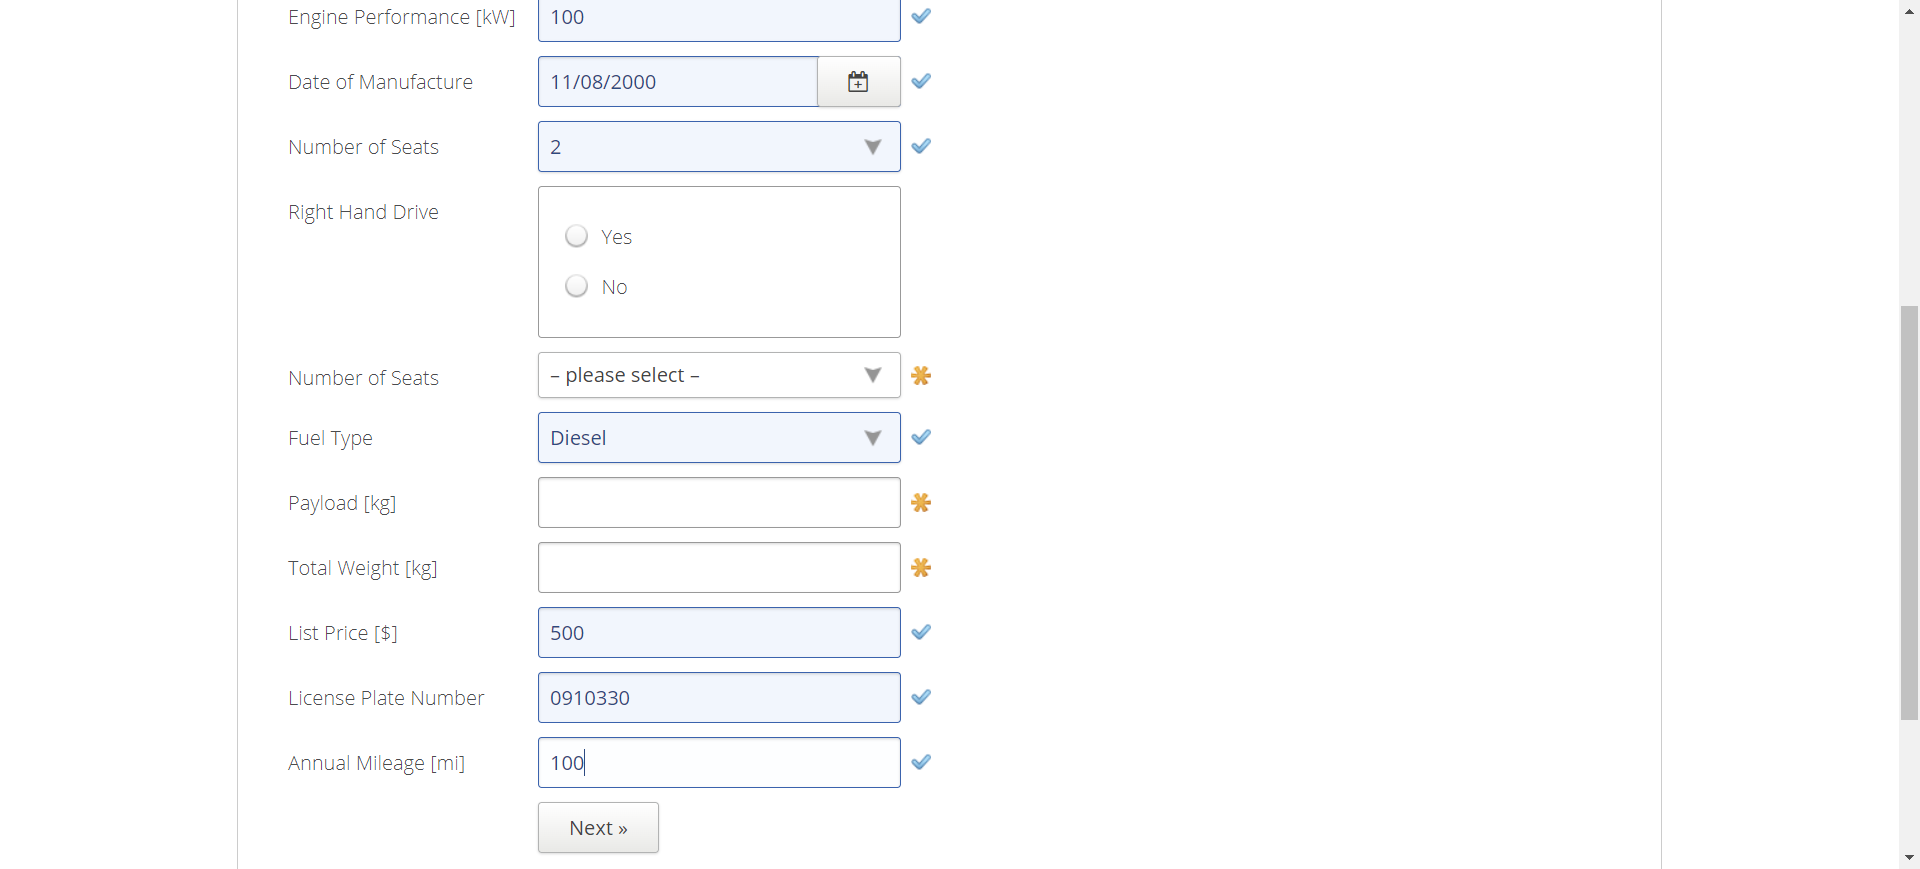 Engine Performance [kW]
100
Date of Manufacture
11/08/2000
Number of Seats
2
Right Hand Drive
Yes
No
Number of Seats
– please select –
Fuel Type
Diesel
Payload [kg]
Total Weight [kg]
List Price [$]
500
License Plate Number
0910330
Annual Mileage [mi]
100
Next »